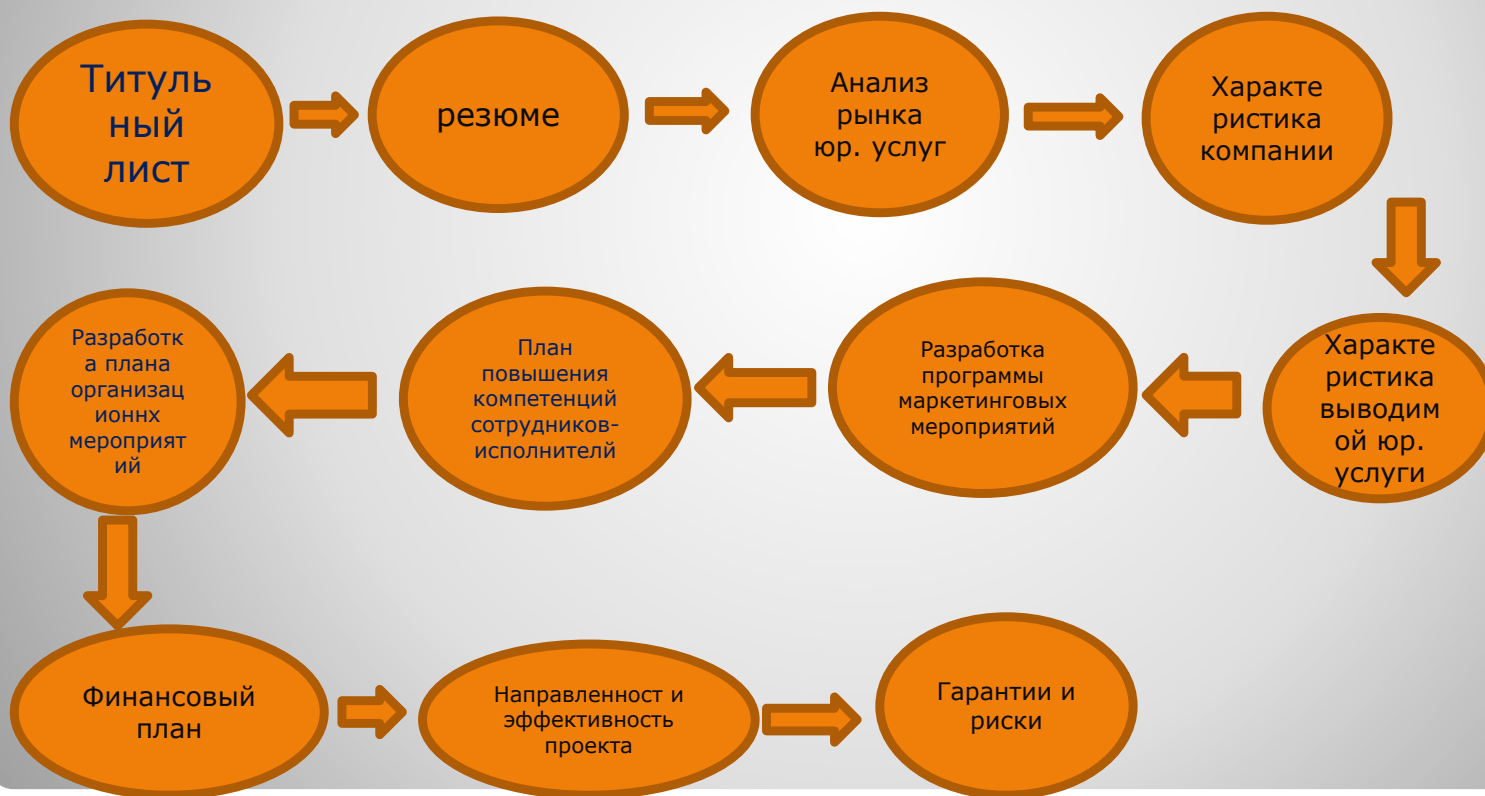 Титуль
ный
лист
резюме
Анализ
рынка
юр. услуг
Характе
ристика
компании
Характе
ристика
выводим
ой юр.
услуги
Разработка
программы
маркетинговых
мероприятий
План
повышения
компетенций
сотрудников-
исполнителй
Разработк
а плана
организац
ионнх
мероприят
ий
Финансовый
план
Направленност и
эффективность
проекта
Гарантии и
риски